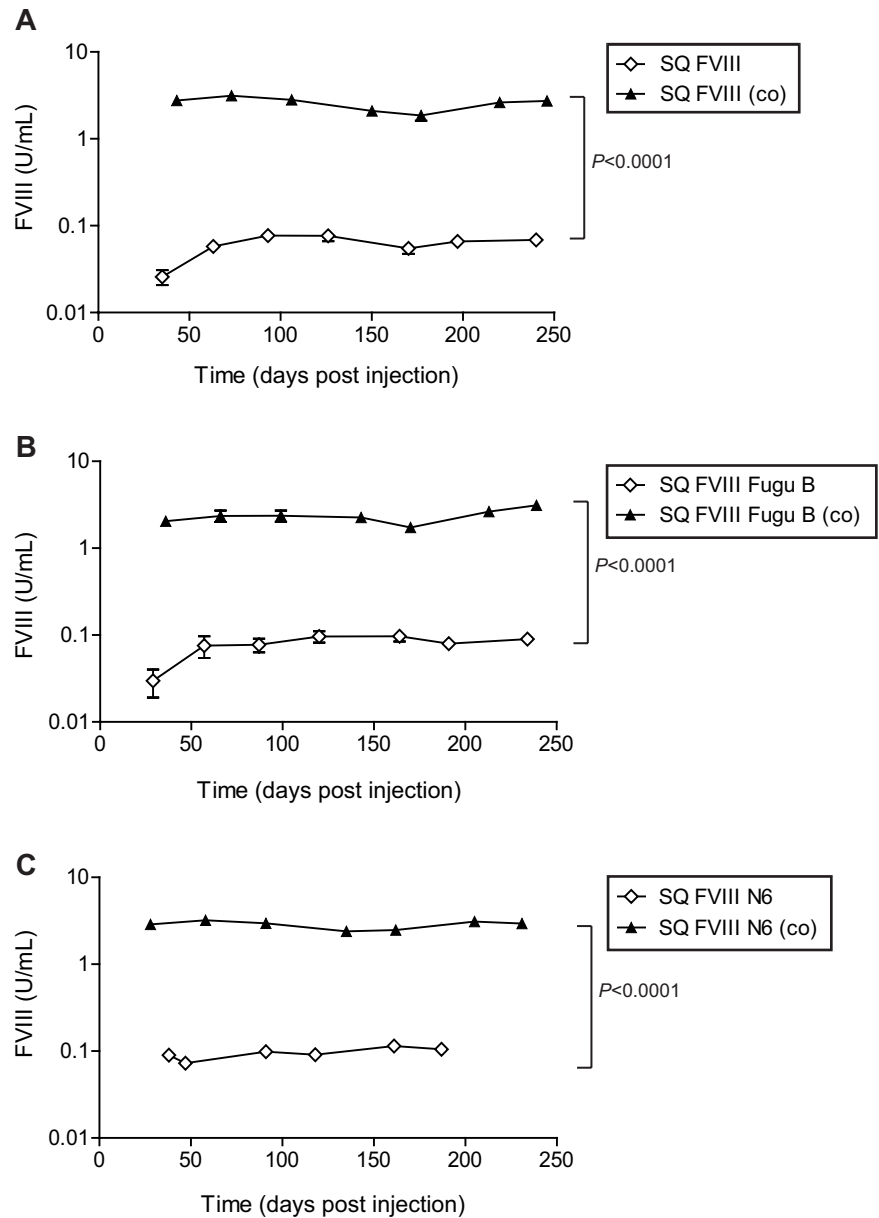 A
10
1
0.1
0.01
FVIII (U/mL)
0 50 100 150 200 250
Time (days post injection)
SQ FVIII
SQ FVIII (co)
P<0.0001
B
10
1
0.1
0.01
FVIII (U/mL)
0 50 100 150 200 250
Time (days post injection)
SQ FVIII Fugu B
SQ FVIII Fugu B (co)
P<0.0001
C
10
1
0.1
0.01
FVIII (U/mL)
0 50 100 150 200 250
Time (days post injection)
SQ FVIII N6
SQ FVIII N6 (co)
P<0.0001